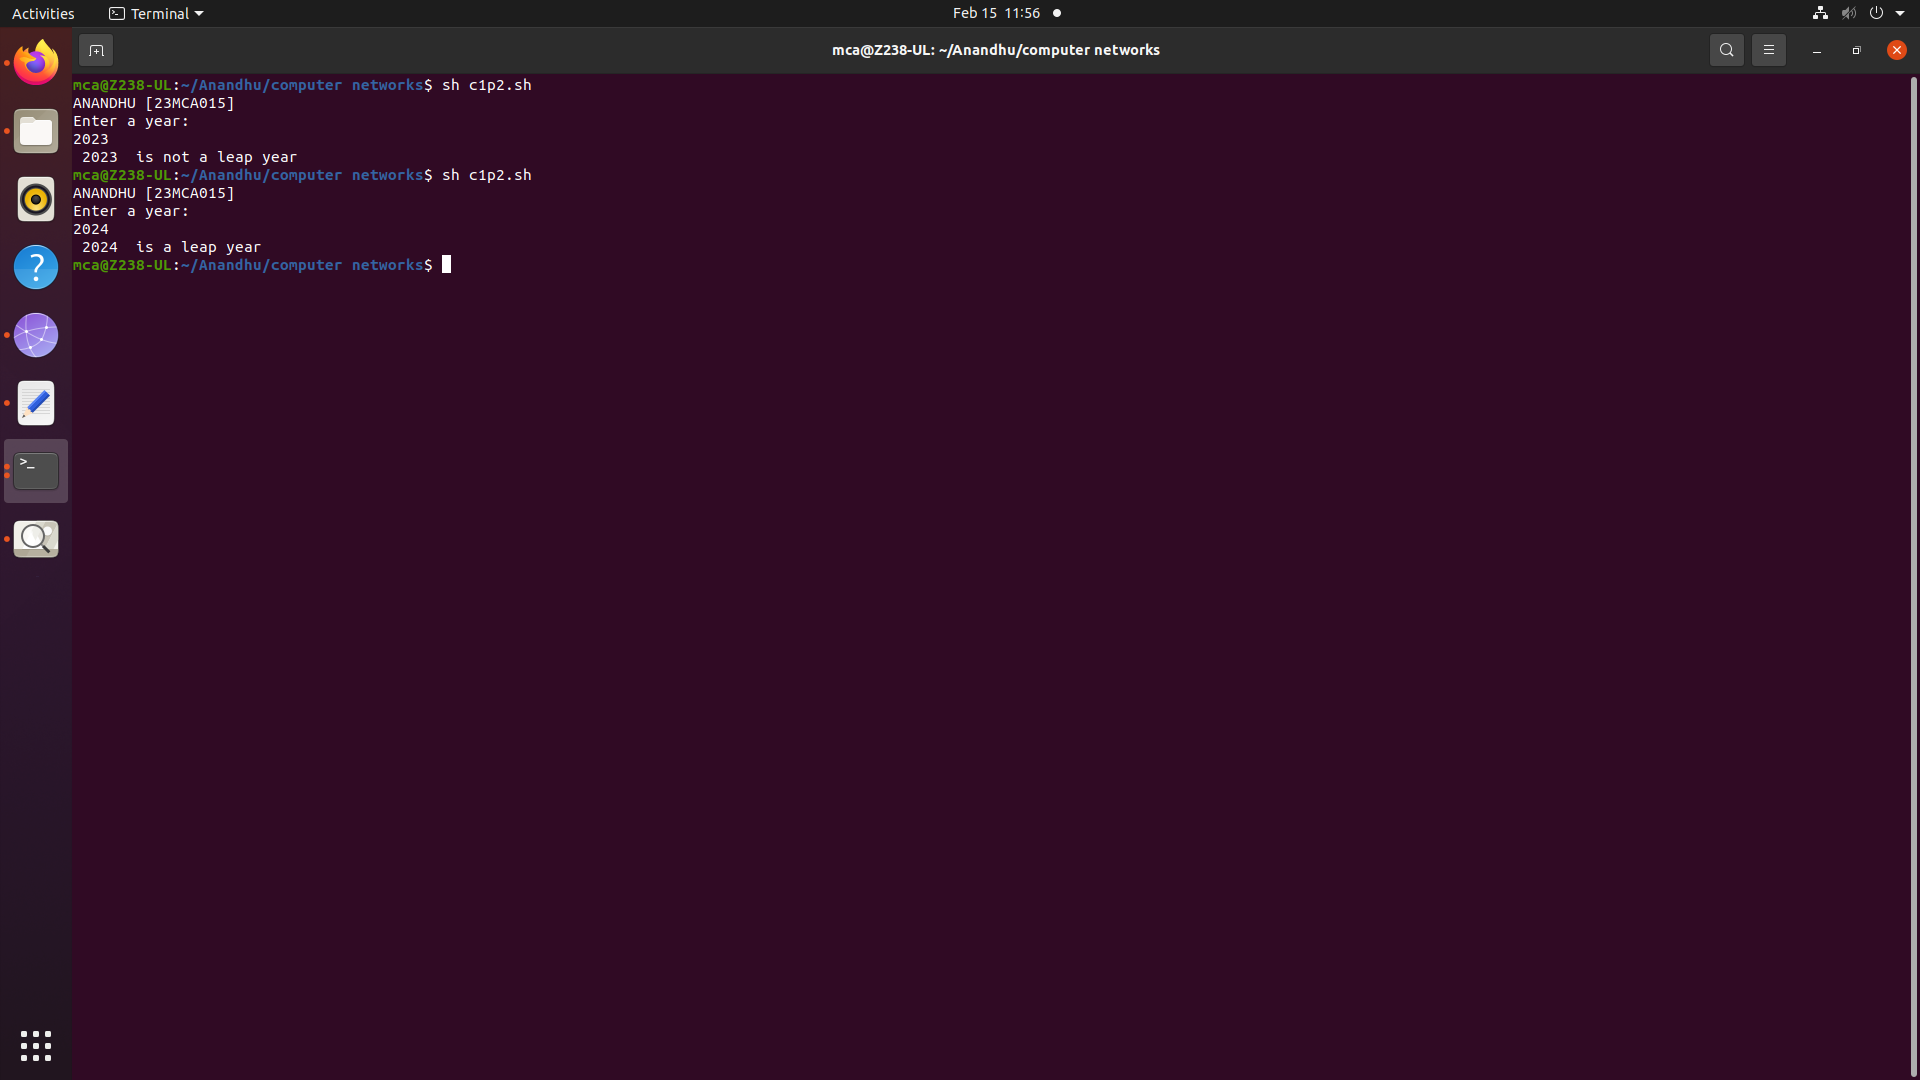 Activities Terminal Feb 15 11:56
mca@Z238-UL: ~/Anandhu/computer networks
mca@Z238-UL:~/Anandhu/computer networks$ sh c1p2.sh
ANANDHU [23MCA015]
Enter a year:
2023
 2023  is not a leap year
mca@Z238-UL:~/Anandhu/computer networks$ sh c1p2.sh
ANANDHU [23MCA015]
Enter a year:
2024
 2024  is a leap year
mca@Z238-UL:~/Anandhu/computer networks$